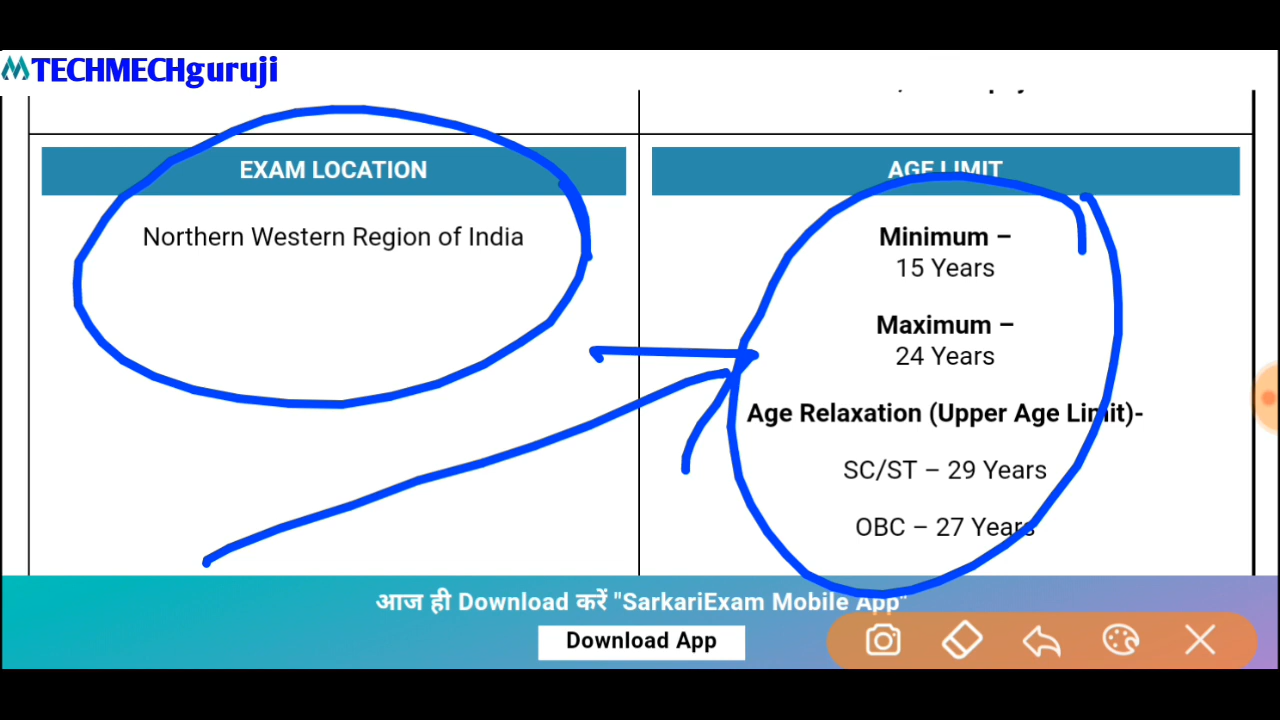 TECHMECHguruji
EXAM LOCATION
Northern Western Region of India
AGE LIMIT
Minimum –
15 Years
Maximum –
24 Years
Age Relaxation (Upper Age Limit)-
SC/ST – 29 Years
OBC – 27 Years
आज ही Download करें "SarkariExam Mobile App"
Download App